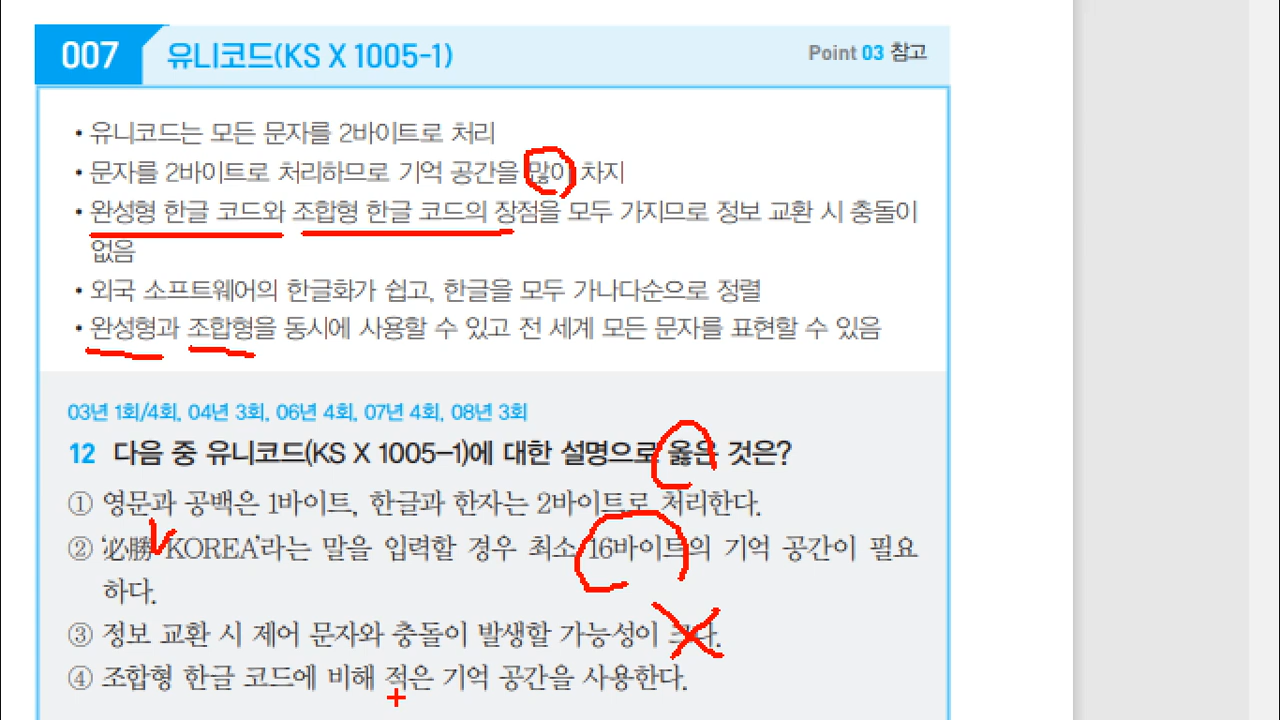 007 유니코드(KS X 1005-1) Point 03 참고
• 유니코드는 모든 문자를 2바이트로 처리
• 문자를 2바이트로 처리하므로 기억 공간을 많이 차지
• 완성형 한글 코드와 조합형 한글 코드의 장점을 모두 가지므로 정보 교환 시 충돌이
없음
• 외국 소프트웨어의 한글화가 쉽고, 한글을 모두 가나다순으로 정렬
• 완성형과 조합형을 동시에 사용할 수 있고 전 세계 모든 문자를 표현할 수 있음
03년 1회/4회, 04년 3회, 06년 4회, 07년 4회, 08년 3회
12 다음 중 유니코드(KS X 1005-1)에 대한 설명으로 옳은 것은?
① 영문과 공백은 1바이트, 한글과 한자는 2바이트로 처리한다.
② ‘必勝 KOREA’라는 말을 입력할 경우 최소 16바이트의 기억 공간이 필요
하다.
③ 정보 교환 시 제어 문자와 충돌이 발생할 가능성이 크다.
④ 조합형 한글 코드에 비해 적은 기억 공간을 사용한다.